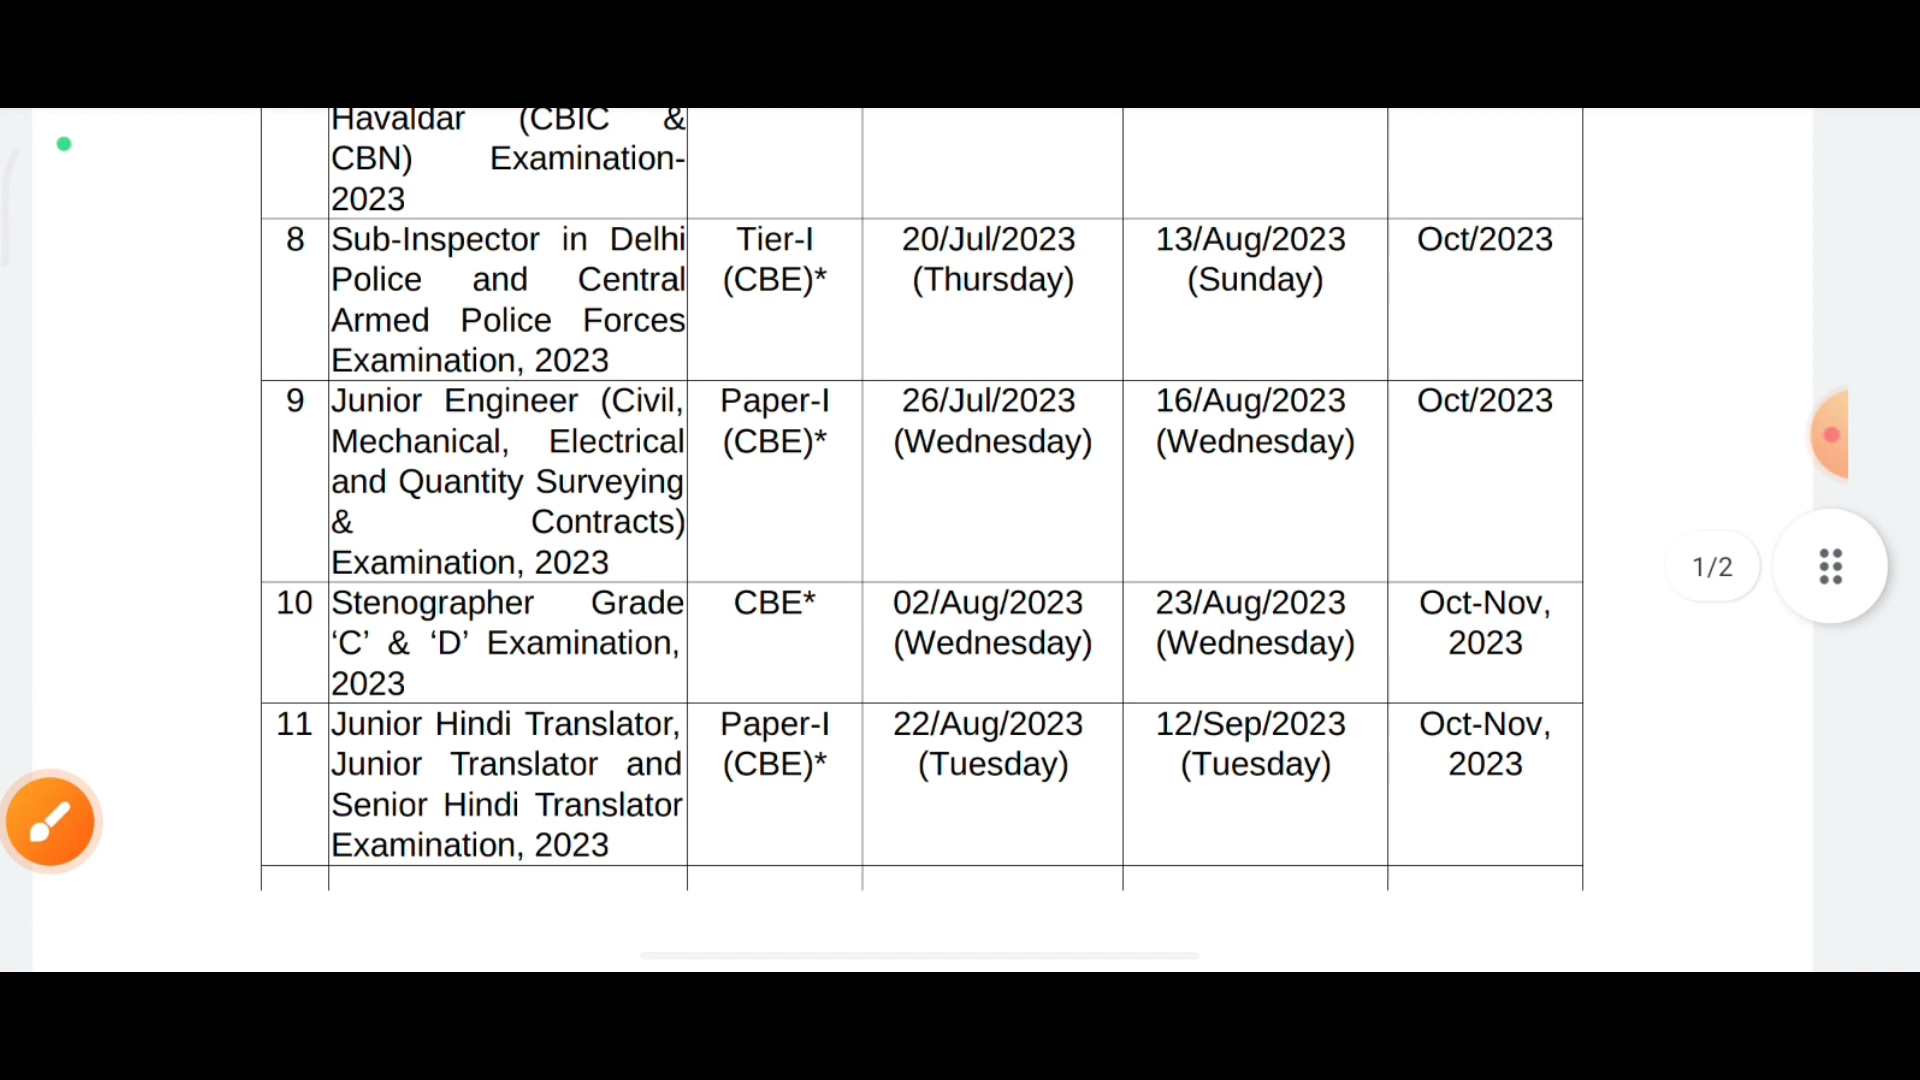 Havaldar (CBIC &
CBN) Examination-
2023
8 Sub-Inspector in Delhi Tier-I 20/Jul/2023 13/Aug/2023 Oct/2023
Police and Central (CBE)* (Thursday) (Sunday)
Armed Police Forces
Examination, 2023
9 Junior Engineer (Civil, Paper-I 26/Jul/2023 16/Aug/2023 Oct/2023
Mechanical, Electrical (CBE)* (Wednesday) (Wednesday)
and Quantity Surveying
& Contracts)
Examination, 2023
10 Stenographer Grade CBE* 02/Aug/2023 23/Aug/2023 Oct-Nov,
‘C’ & ‘D’ Examination, (Wednesday) (Wednesday) 2023
2023
11 Junior Hindi Translator, Paper-I 22/Aug/2023 12/Sep/2023 Oct-Nov,
Junior Translator and (CBE)* (Tuesday) (Tuesday) 2023
Senior Hindi Translator
Examination, 2023
1/2